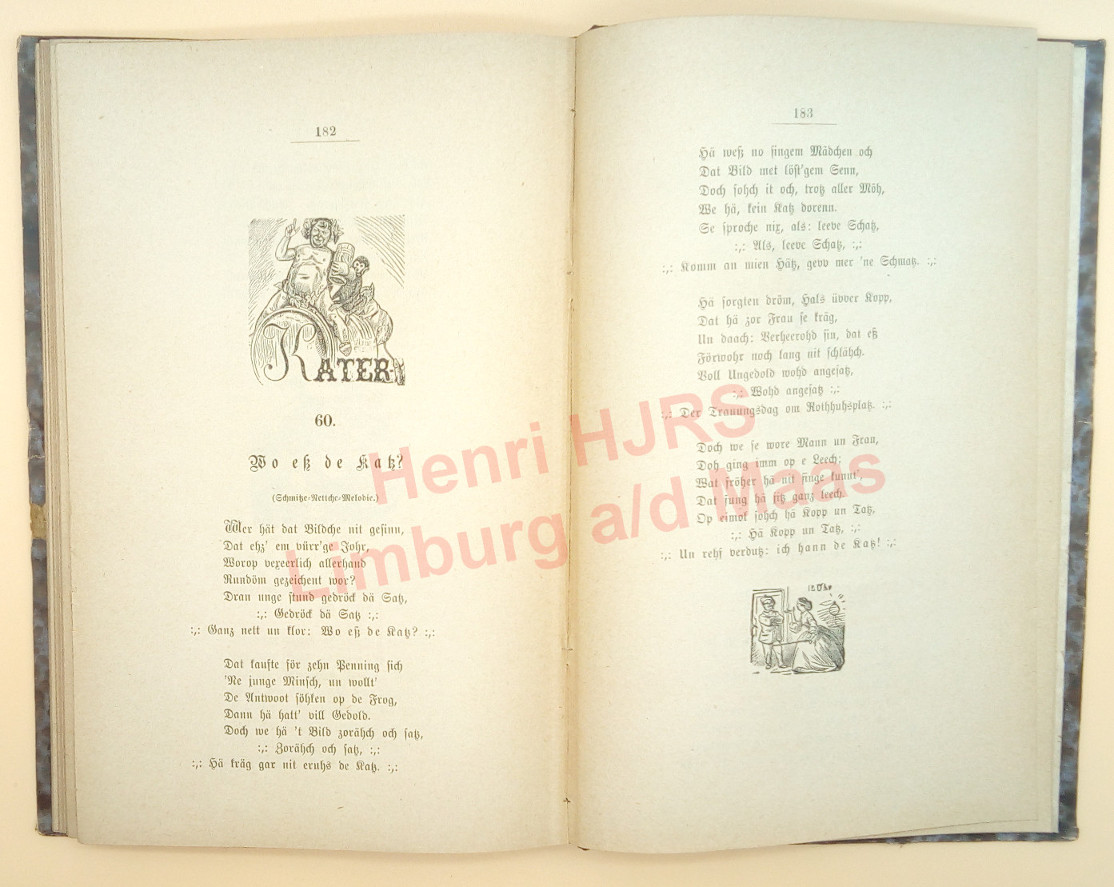 182
KATER
60.
Wo eß de Katz?
(Schmitze-Nettche-Melodie.)
Wer hät dat Bildche nit gesinn,
Dat ehz' em vürr'ge Johr,
Worop vexeerlich allerhand
Rundöm gezeichent wor?
Dran unge stund gedröck dä Satz,
:,: Gedröck dä Satz :,:
:,: Ganz nett un klor: Wo eß de Katz? :,:
Dat kaufte för zehn Penning sich
'Ne junge Minsch, un wollt'
De Antwoot söhken op de Frog,
Dann hä hatt' vill Gedold.
Doch we hä 't Bild zorähch och satz,
:,: Zorähch och satz, :,:
:,: Hä kräg gar nit eruhs de Katz. :,:
183
Hä weß no singem Mädchen och
Dat Bild met löst'gem Senn,
Doch sohch it och, trotz aller Möh,
We hä, kein Katz dorenn.
Se sproche nix, als: leeve Schatz,
:,: Als, leeve Schatz, :,:
:,: Komm an mien Hätz, gevv mer 'ne Schmatz. :,:
Hä sorgten dröm, Hals üvver Kopp,
Dat hä zor Frau se kräg,
Un daach: Verheerohd sin, dat eß
Förwohr noch lang nit schlähch.
Voll Ungedold wohd angesatz,
:,: Wohd angesatz :,:
:,: Der Trauungsdag om Rothhuhsplatz. :,:
Doch we se wore Mann un Frau,
Doh ging imm op e Leech;
Wat fröher hä nit finge kunnt',
Dat fung hä sitz ganz leech.
Op eimol sohch hä Kopp un Tatz,
:,: Hä Kopp un Tatz, :,:
:,: Un rehf verdutz: ich hann de Katz! :,:
12 Uhr
Henri HJRS
Limburg a/d Maas